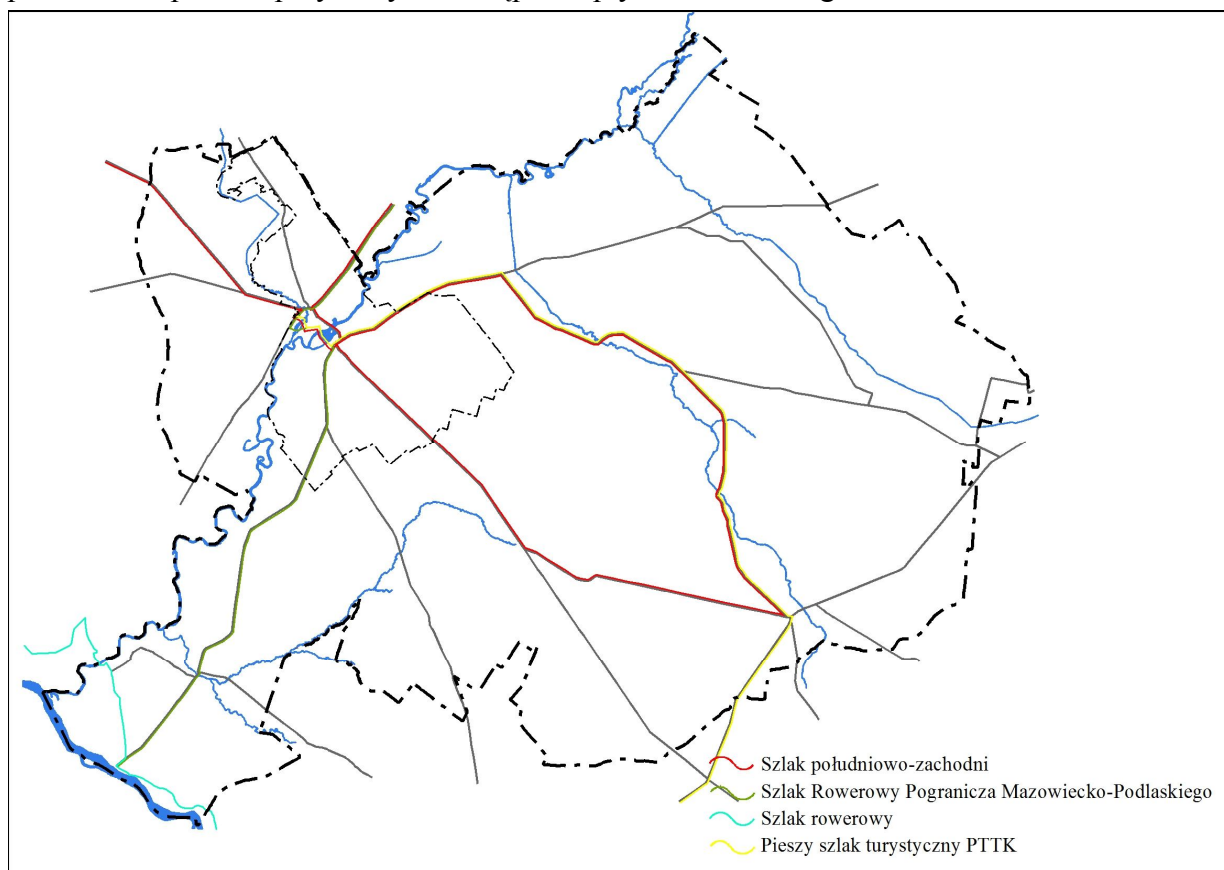 Szlak południowo-zachodni
Szlak Rowerowy Pogranicza Mazowiecko-Podlaskiego
Szlak rowerowy
Pieszy szlak turystyczny PTTK